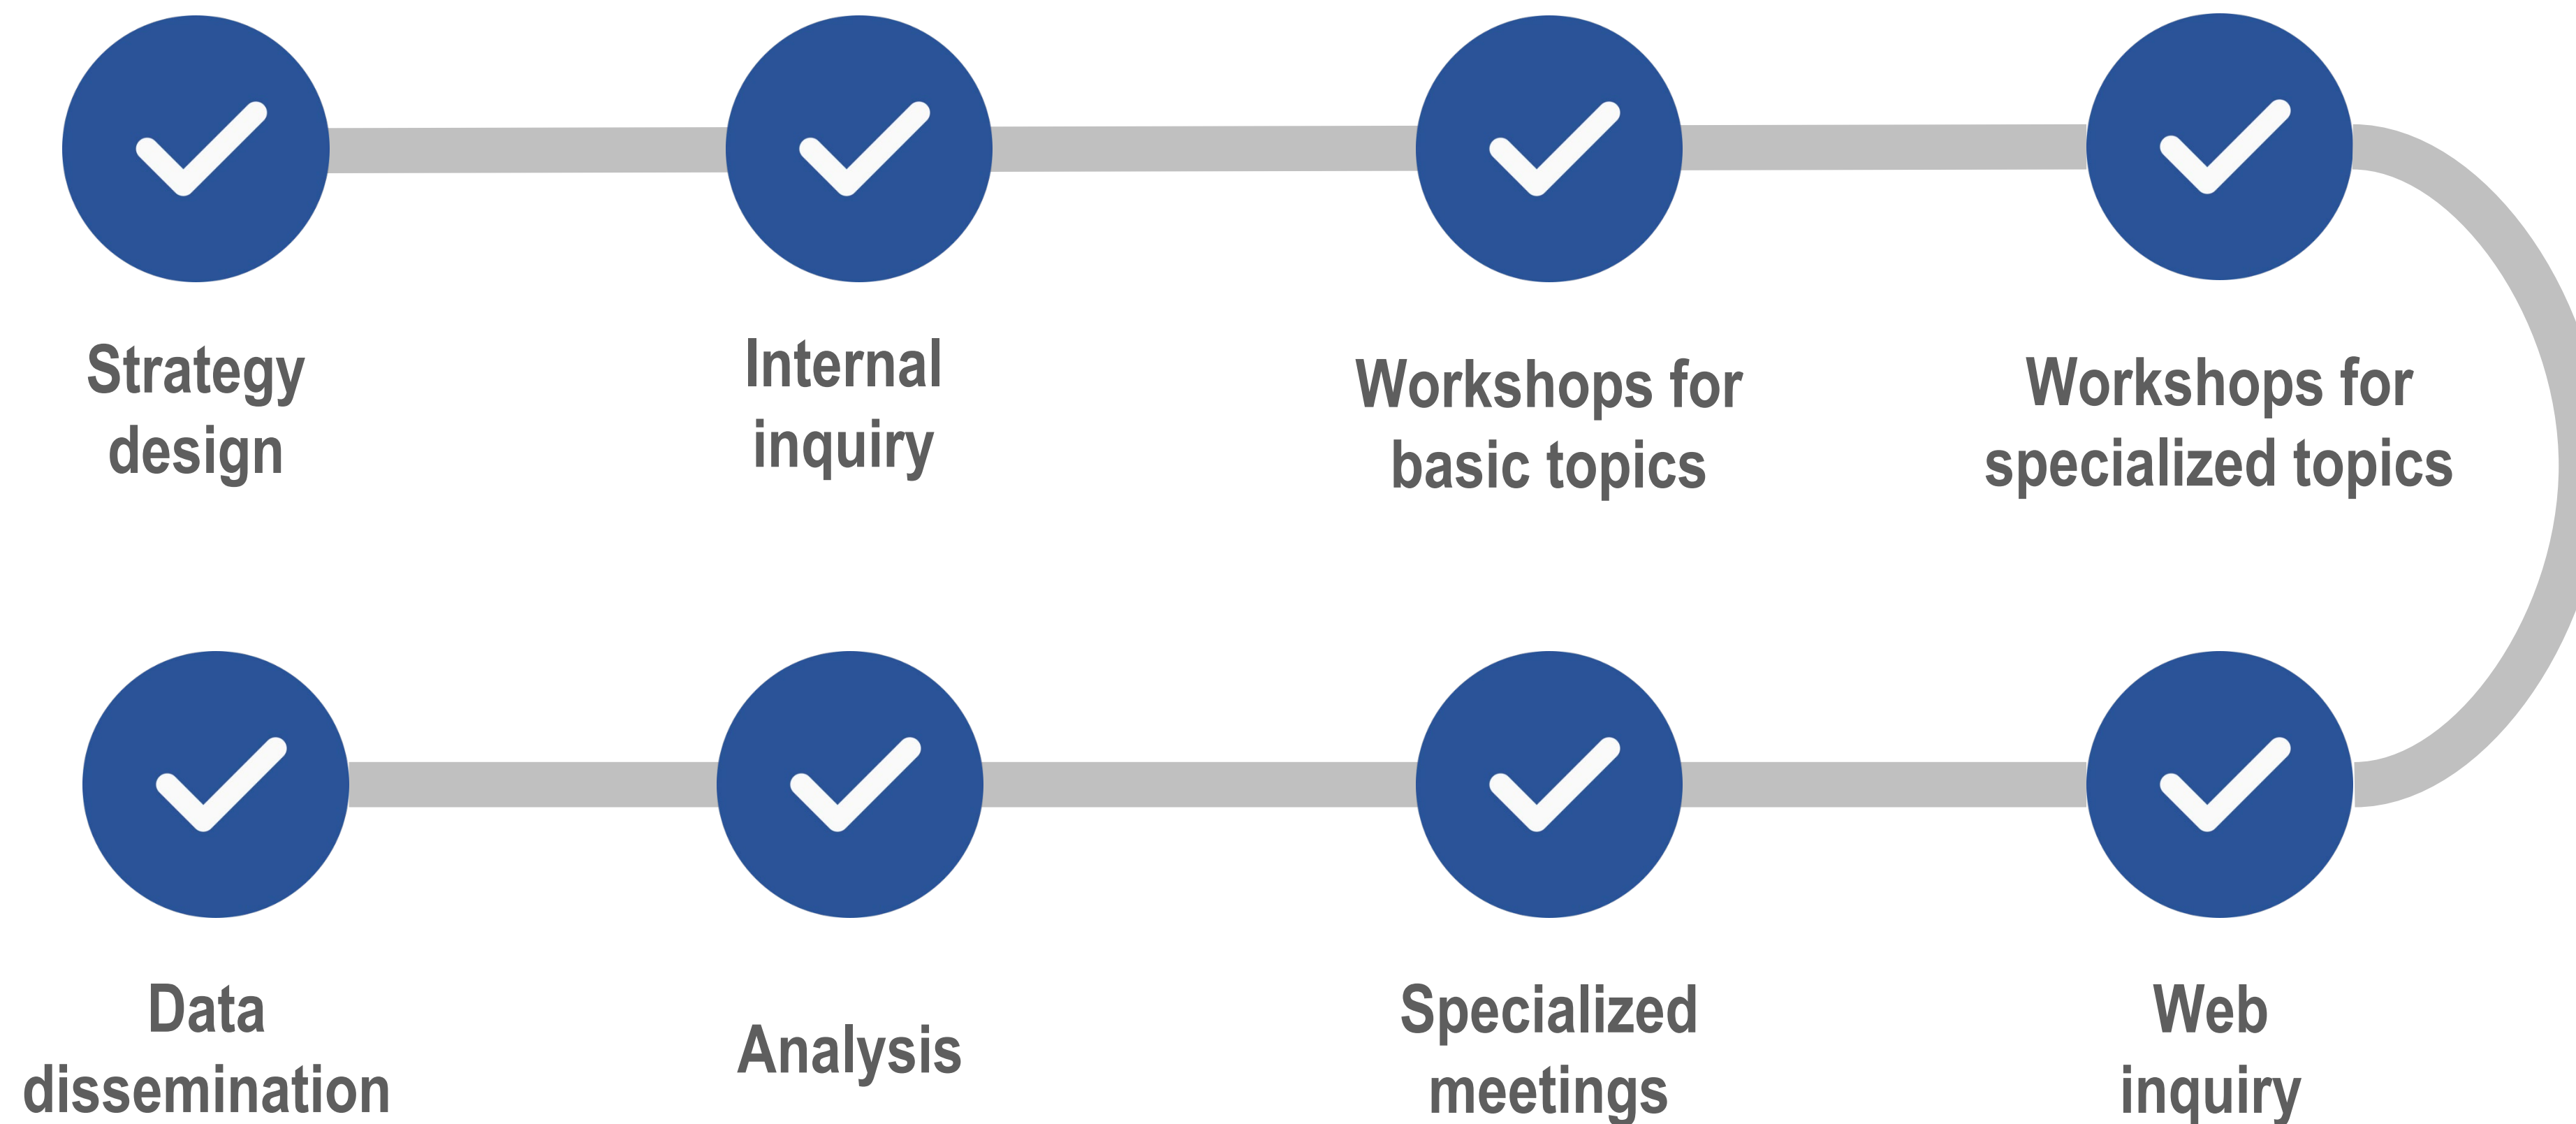 Strategy
design
Internal
inquiry
Workshops for
basic topics
Workshops for
specialized topics
Data
dissemination
Analysis
Specialized
meetings
Web
inquiry